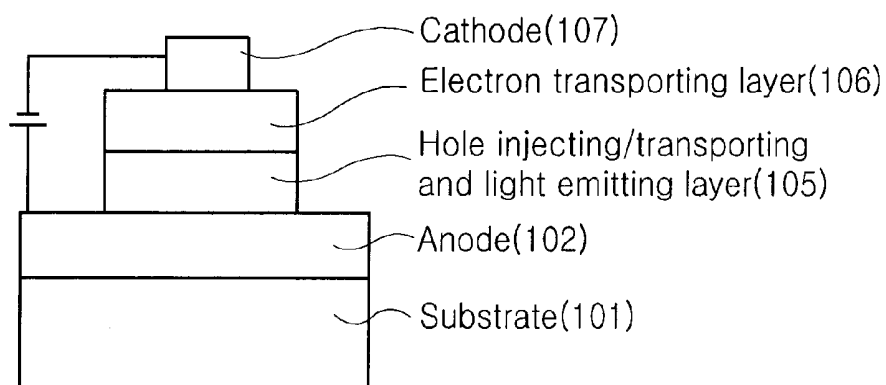 Cathode(107)
Electron transporting layer(106)
Hole injecting/transporting
and light emitting layer(105)
Anode(102)
Substrate(101)